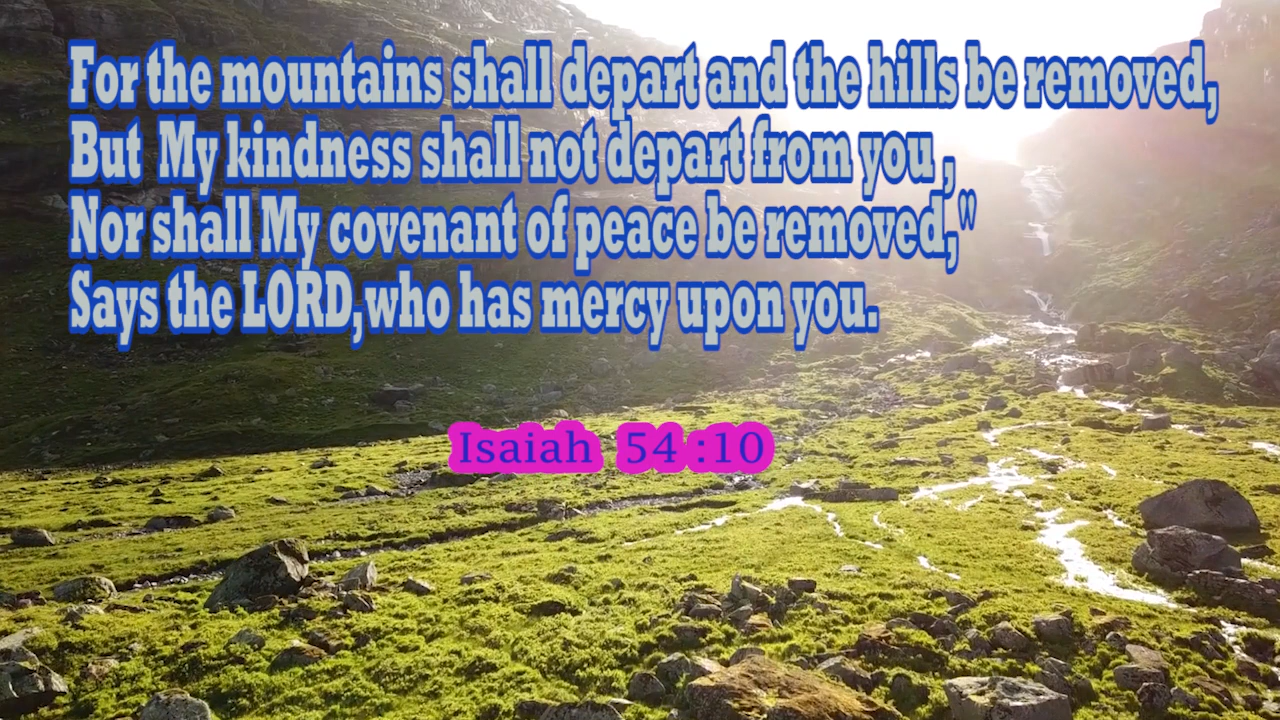 For the mountains shall depart and the hills be removed,
But My kindness shall not depart from you ,
Nor shall My covenant of peace be removed,"
Says the LORD,who has mercy upon you.
Isaiah 54 :10